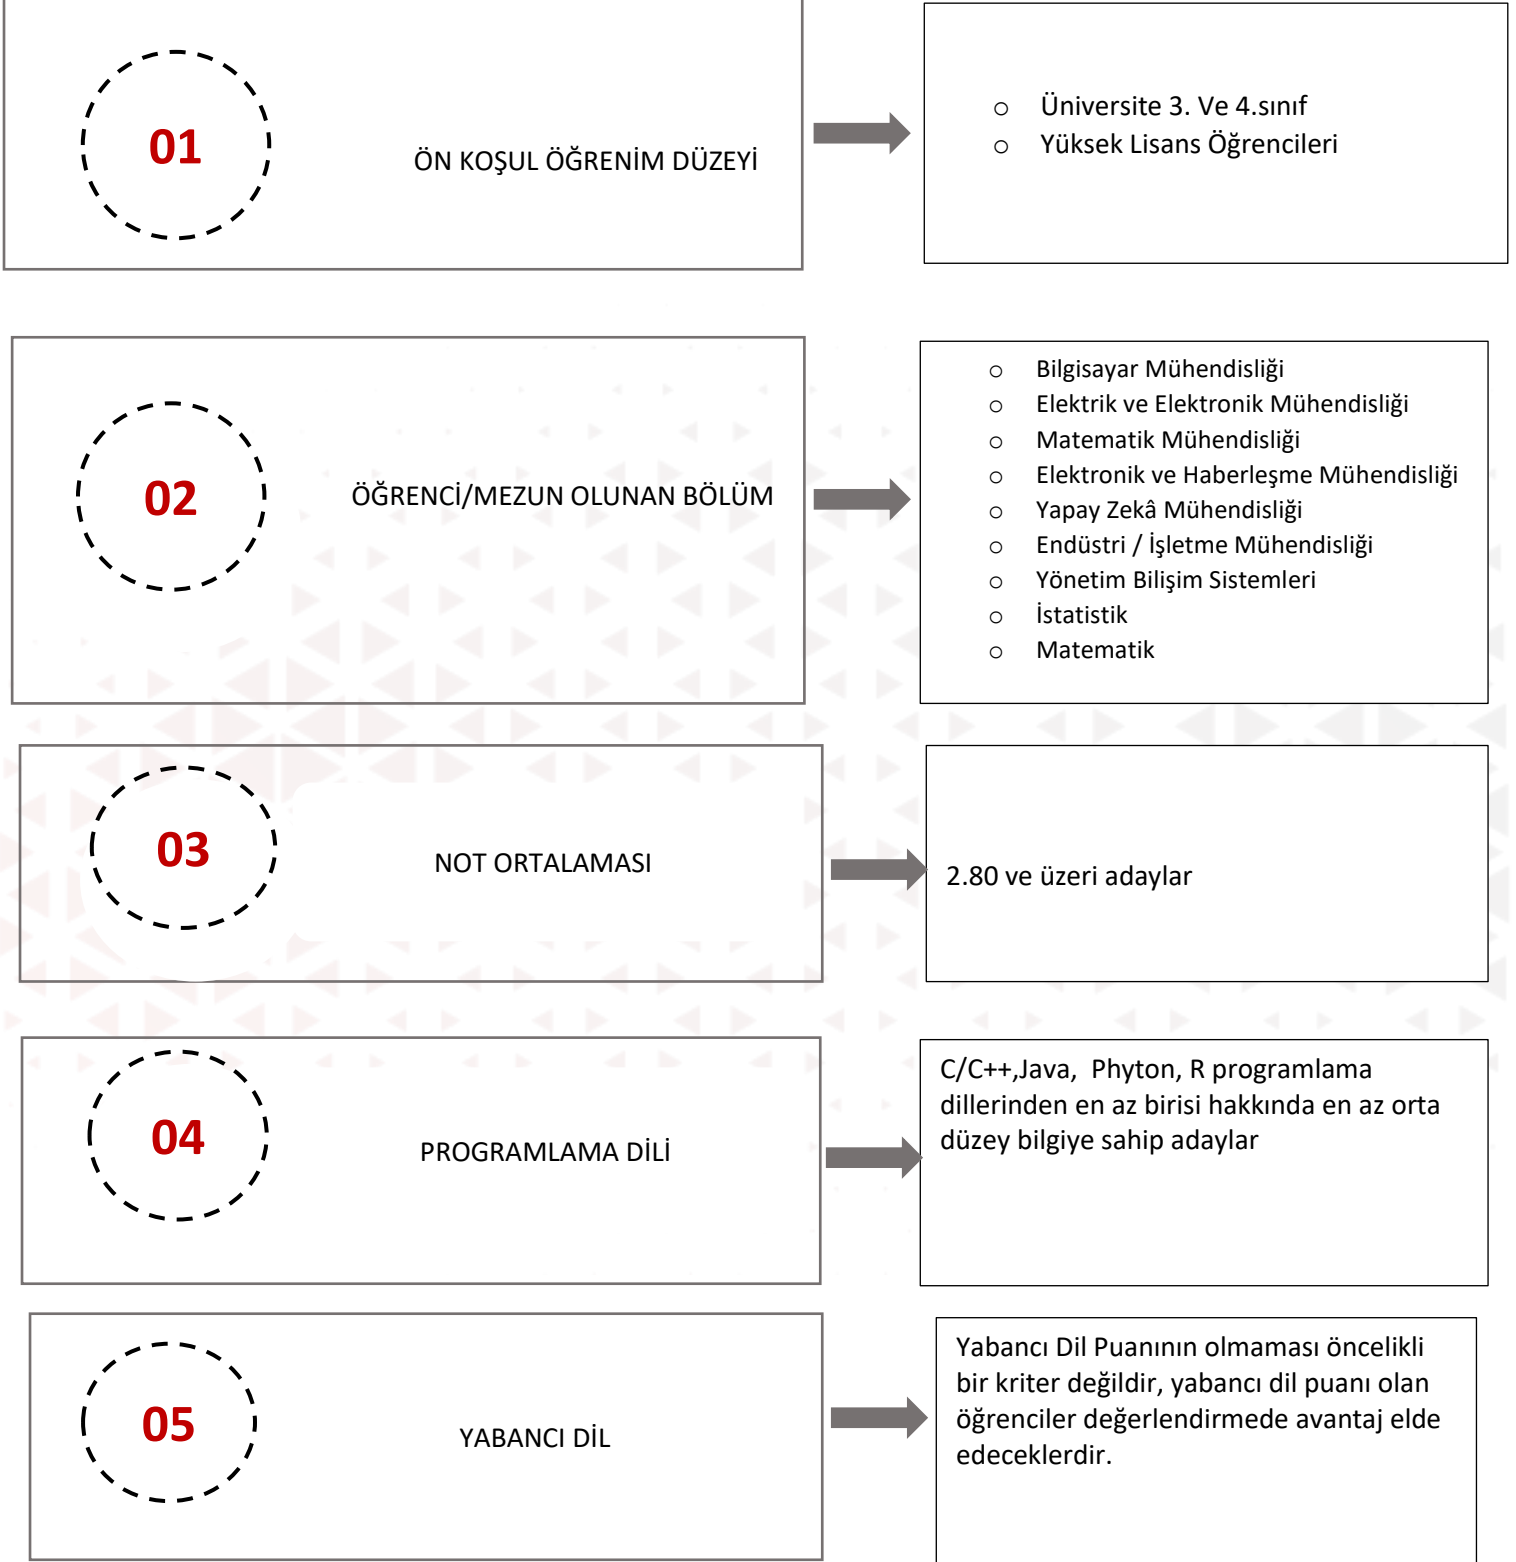 01
ÖN KOŞUL ÖĞRENİM DÜZEYİ
o Üniversite 3. Ve 4.sınıf
o Yüksek Lisans Öğrencileri
02
ÖĞRENCİ/MEZUN OLUNAN BÖLÜM
o Bilgisayar Mühendisliği
o Elektrik ve Elektronik Mühendisliği
o Matematik Mühendisliği
o Elektronik ve Haberleşme Mühendisliği
o Yapay Zekâ Mühendisliği
o Endüstri / İşletme Mühendisliği
o Yönetim Bilişim Sistemleri
o İstatistik
o Matematik
03
NOT ORTALAMASI
2.80 ve üzeri adaylar
04
PROGRAMLAMA DİLİ
C/C++,Java, Phyton, R programlama
dillerinden en az birisi hakkında en az orta
düzey bilgiye sahip adaylar
05
YABANCI DİL
Yabancı Dil Puanının olmaması öncelikli
bir kriter değildir, yabancı dil puanı olan
öğrenciler değerlendirmede avantaj elde
edeceklerdir.